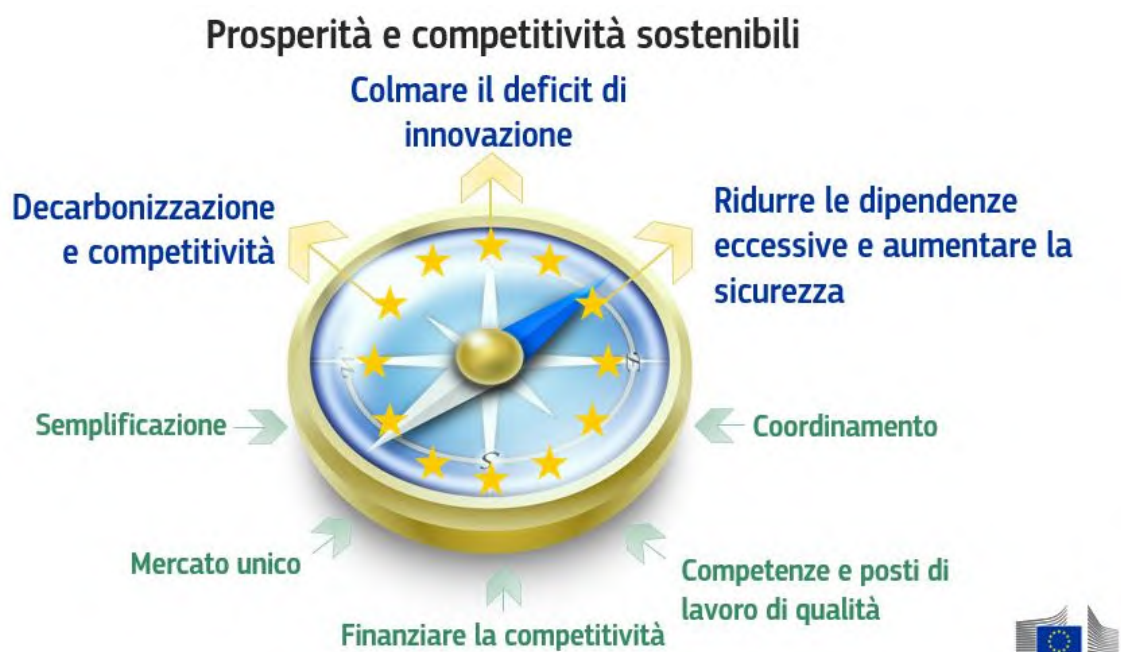 Prosperità e competitività sostenibili
Colmare il deficit di
innovazione
Decarbonizzazione
e competitività
Ridurre le dipendenze
eccessive e aumentare la
sicurezza
E
S
Semplificazione
Coordinamento
Mercato unico
Competenze e posti di
lavoro di qualità
Finanziare la competitività